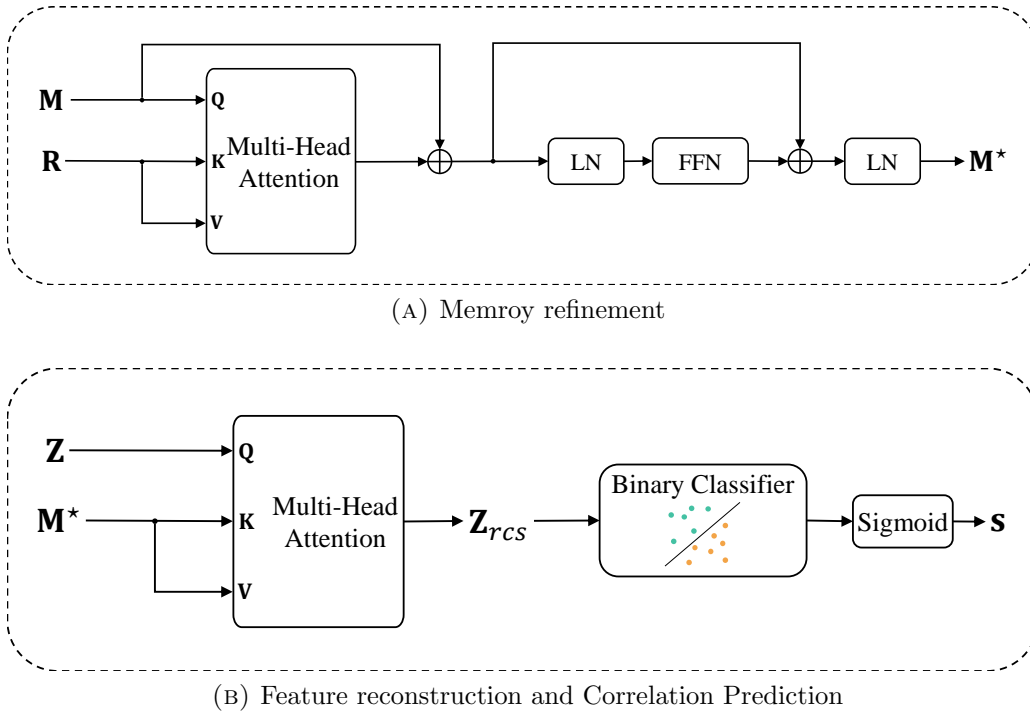 M
Q
R
K
V
Multi-Head
Attention
LN
FFN
LN
M⋆
(A) Memroy refinement
Z
Q
M⋆
K
V
Multi-Head
Attention
Z_rcs
Binary Classifier
Sigmoid
s
(B) Feature reconstruction and Correlation Prediction